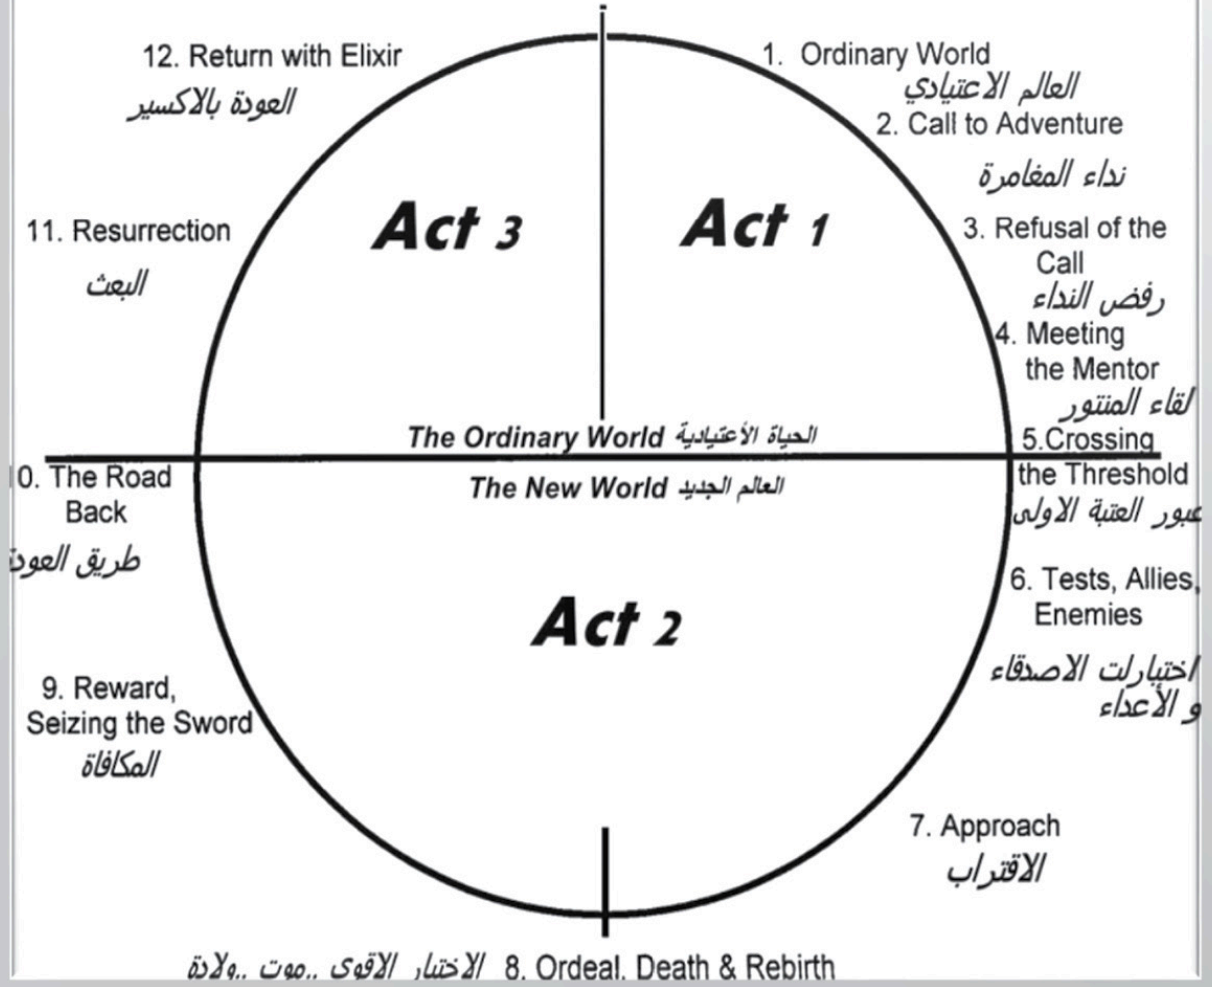 12. Return with Elixir
العودة بالاكسير
1. Ordinary World
العالم الاعتيادي
2. Call to Adventure
نداء المغامرة
Act 3
Act 1
11. Resurrection
البعث
3. Refusal of the
Call
رفض النداء
4. Meeting
the Mentor
لقاء المنتور
The Ordinary World الحياة الأعتيادية
5.Crossing
the Threshold
عبور العتبة الاولى
The New World العالم الجديد
0. The Road
Back
طريق العودة
6. Tests, Allies,
Enemies
اختبارات الاصدقاء
و الأعداء
Act 2
9. Reward,
Seizing the Sword
المكافاة
7. Approach
الاقتراب
8. Ordeal. Death & Rebirth الاختبار الاقوى ..موت ..ولادة